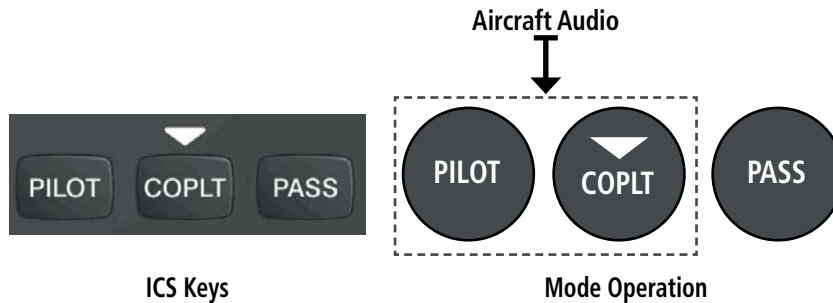 Aircraft Audio
PILOT COPLT PASS
PILOT COPLT PASS
ICS Keys
Mode Operation